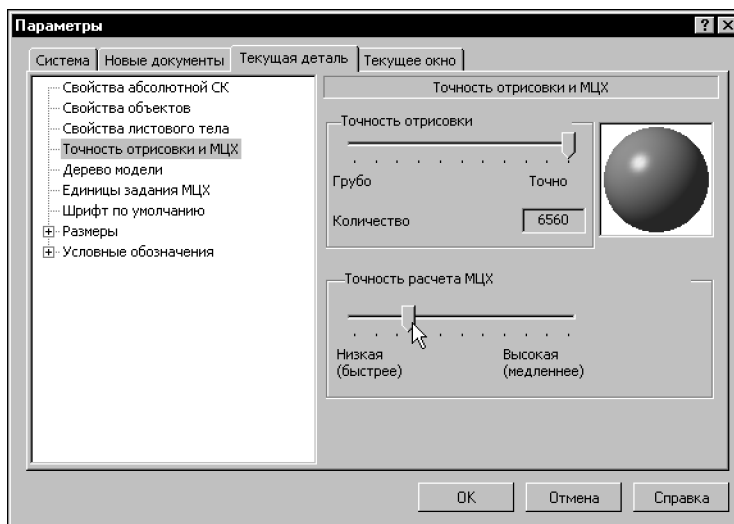 Параметры
Система Новые документы Текущая деталь Текущее окно
Свойства абсолютной СК
Свойства объектов
Свойства листового тела
Точность отрисовки и МЦХ
Дерево модели
Единицы задания МЦХ
Шрифт по умолчанию
Размеры
Условные обозначения
Точность отрисовки и МЦХ
Точность отрисовки
Грубо Точно
Количество 6560
Точность расчета МЦХ
Низкая Высокая
(быстрее) (медленнее)
OK Отмена Справка